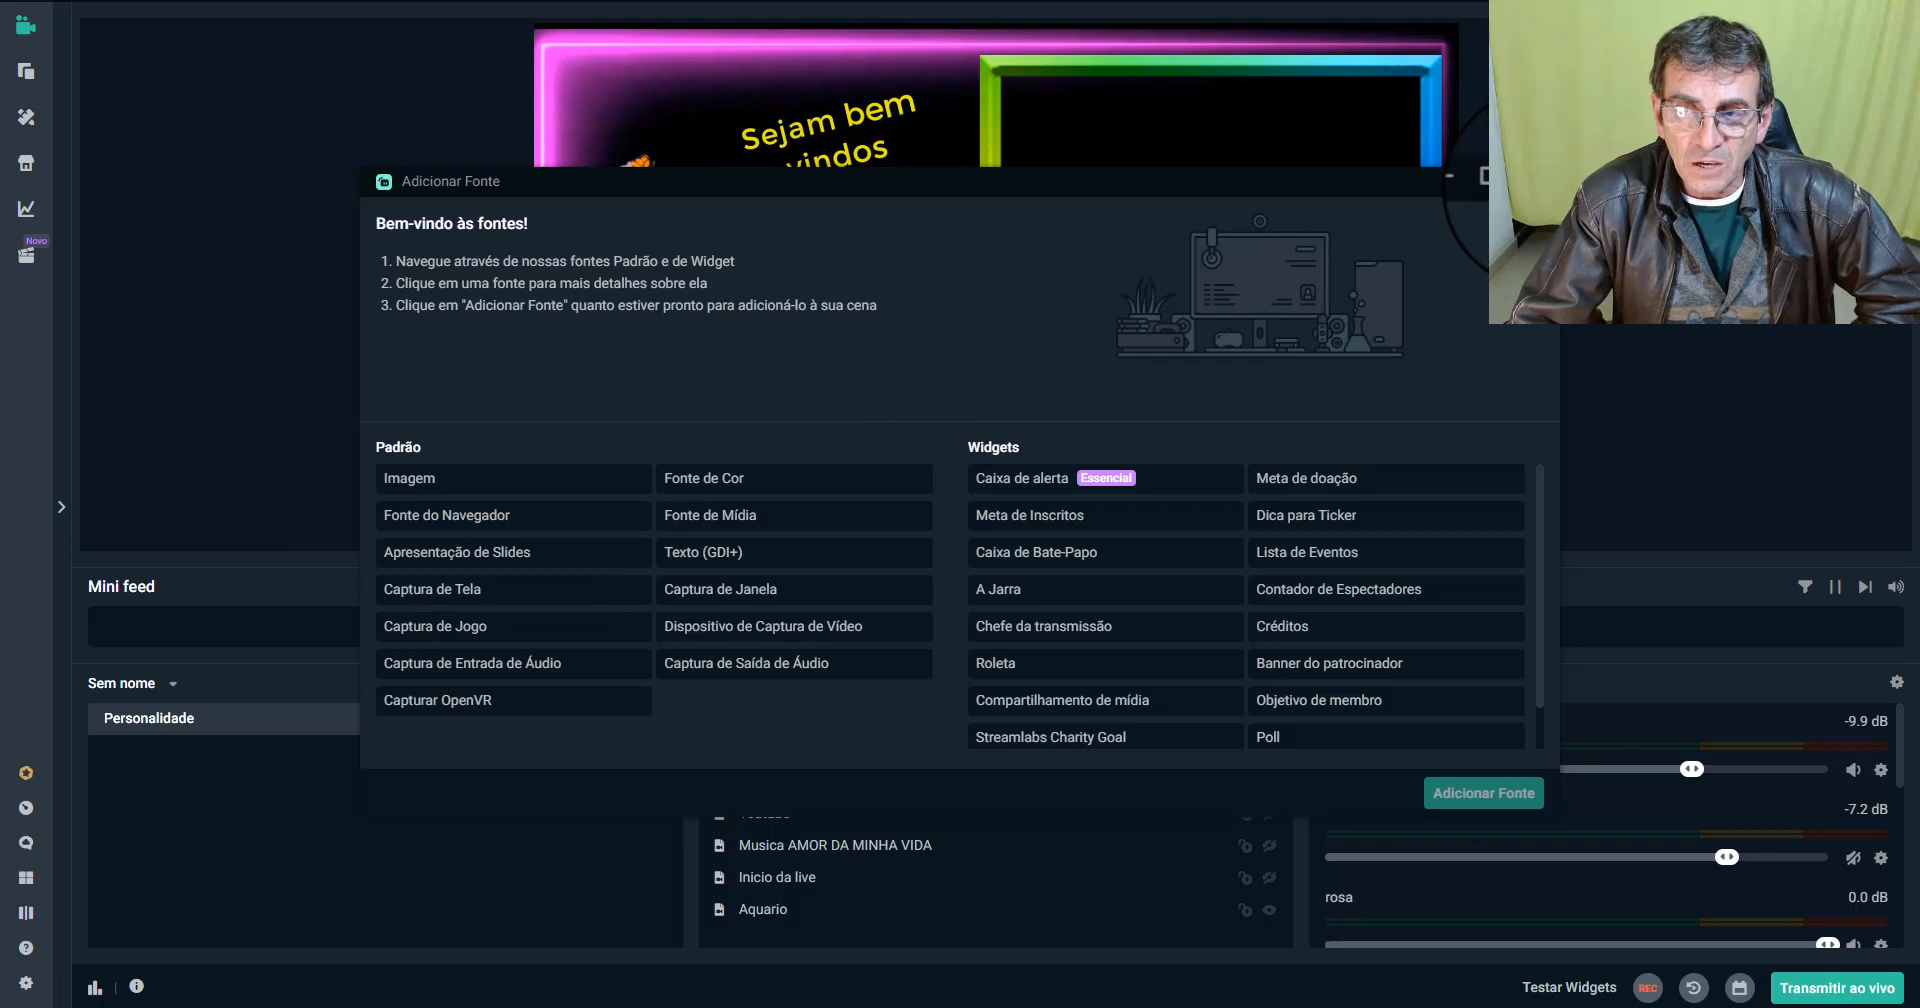 Novo
Sejam bem
vindos
Adicionar Fonte
Bem-vindo às fontes!
1. Navegue através de nossas fontes Padrão e de Widget
2. Clique em uma fonte para mais detalhes sobre ela
3. Clique em "Adicionar Fonte" quanto estiver pronto para adicioná-lo à sua cena
Padrão
Imagem
Fonte de Cor
Fonte do Navegador
Fonte de Mídia
Apresentação de Slides
Texto (GDI+)
Captura de Tela
Captura de Janela
Captura de Jogo
Dispositivo de Captura de Vídeo
Captura de Entrada de Áudio
Captura de Saída de Áudio
Capturar OpenVR
Widgets
Caixa de alerta Essencial
Meta de doação
Meta de Inscritos
Dica para Ticker
Caixa de Bate-Papo
Lista de Eventos
A Jarra
Contador de Espectadores
Chefe da transmissão
Créditos
Roleta
Banner do patrocinador
Compartilhamento de mídia
Objetivo de membro
Streamlabs Charity Goal
Poll
Adicionar Fonte
Mini feed
Sem nome
Personalidade
Musica AMOR DA MINHA VIDA
Inicio da live
Aquario
-9.9 dB
-7.2 dB
rosa
0.0 dB
Testar Widgets
REC
Transmitir ao vivo